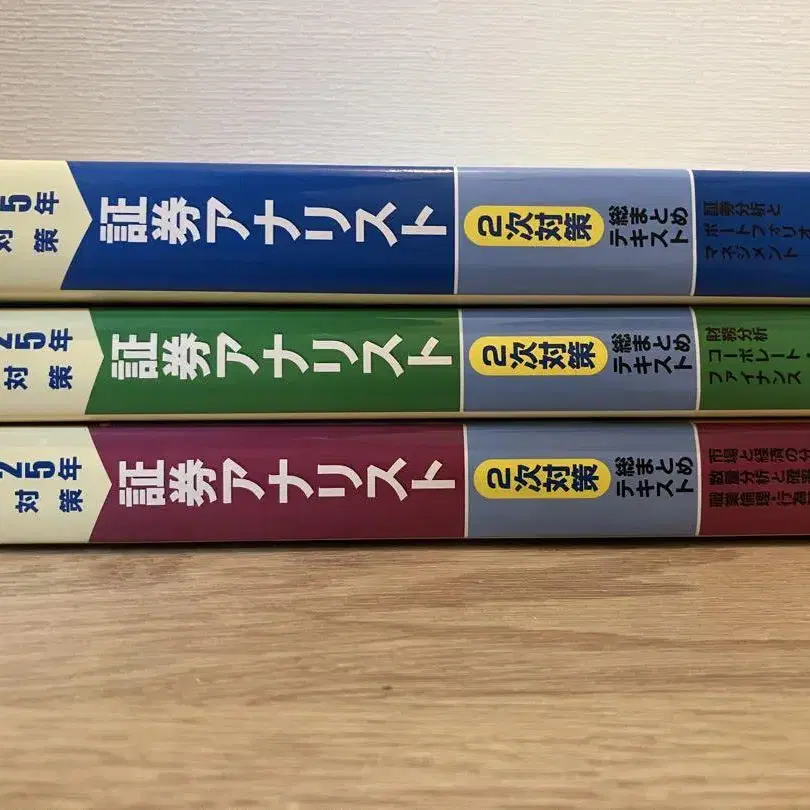 5年
対策
証券アナリスト
2次対策
総まとめ
テキスト
証券分析と
ポートフォリオ
マネジメント
25年
対策
証券アナリスト
2次対策
総まとめ
テキスト
財務分析
コーポレート
ファイナンス
25年
対策
証券アナリスト
2次対策
総まとめ
テキスト
市場と経済の分
数量分析と確率
職業倫理・行為